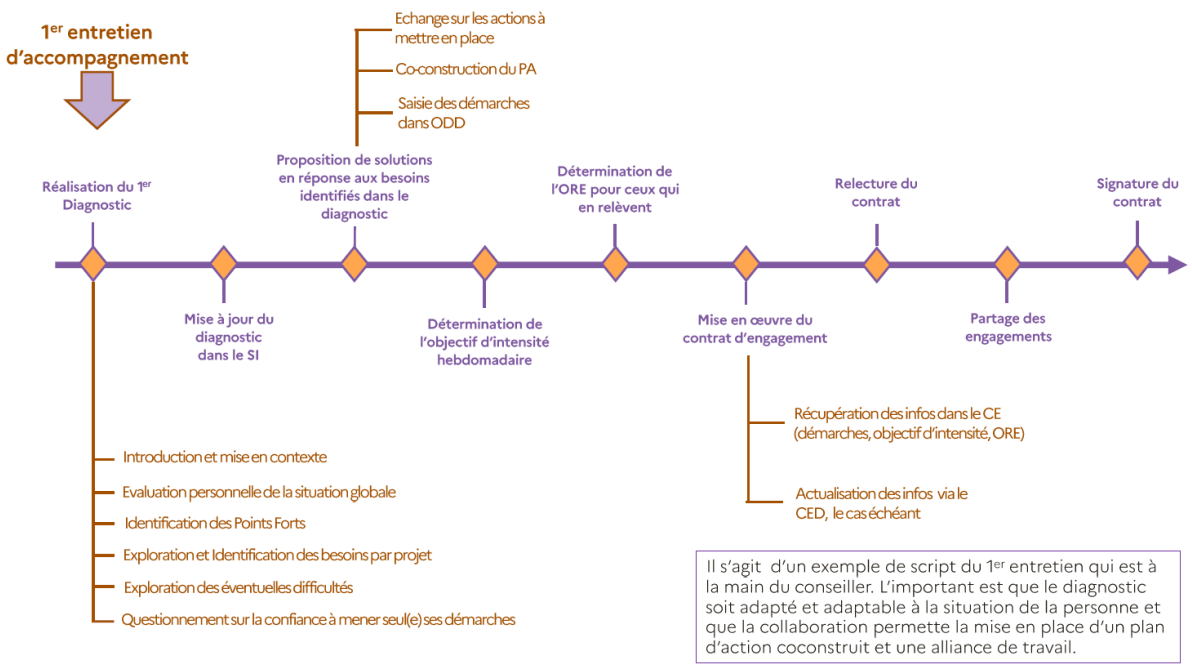 1er entretien
d'accompagnement
Echange sur les actions à
mettre en place
Co-construction du PA
Saisie des démarches
dans ODD
Réalisation du 1er
Diagnostic
Proposition de solutions
en réponse aux besoins
identifiés dans le
diagnostic
Détermination de
l'ORE pour ceux qui
en relèvent
Relecture du
contrat
Signature du
contrat
Mise à jour du
diagnostic
dans le SI
Détermination de
l'objectif d'intensité
hebdomadaire
Mise en œuvre du
contrat d'engagement
Partage des
engagements
Récupération des infos dans le CE
(démarches, objectif d'intensité, ORE)
Actualisation des infos via le
CED, le cas échéant
Introduction et mise en contexte
Evaluation personnelle de la situation globale
Identification des Points Forts
Exploration et Identification des besoins par projet
Exploration des éventuelles difficultés
Questionnement sur la confiance à mener seul(e) ses démarches
Il s'agit d'un exemple de script du 1er entretien qui est à
la main du conseiller. L'important est que le diagnostic
soit adapté et adaptable à la situation de la personne et
que la collaboration permette la mise en place d'un plan
d'action coconstruit et une alliance de travail.